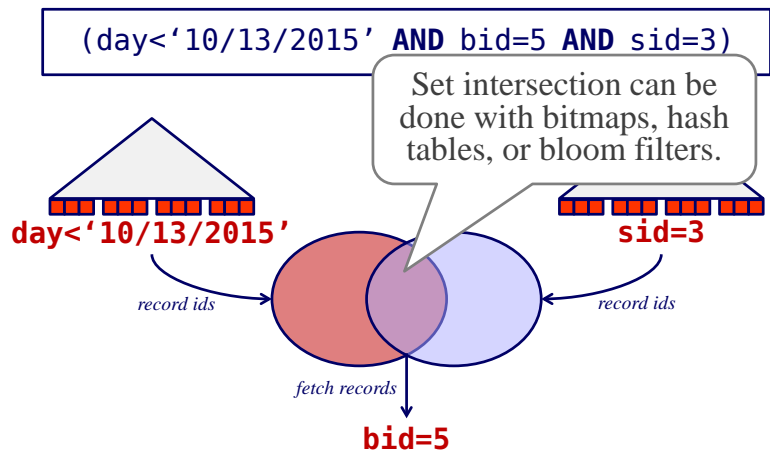 (day<‘10/13/2015’ AND bid=5 AND sid=3)
Set intersection can be
done with bitmaps, hash
tables, or bloom filters.
day<‘10/13/2015’
sid=3
record ids
record ids
fetch records
bid=5